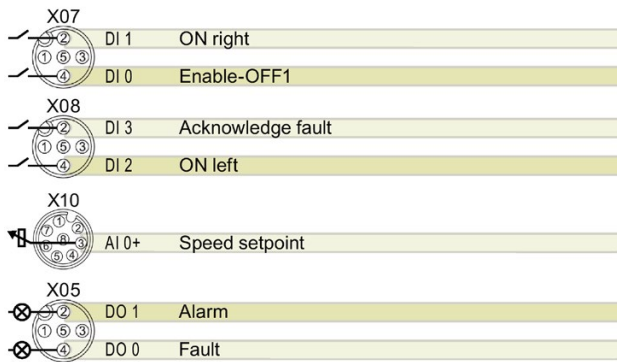 X07
② DI 1 ON right
① ⑤ ③
④ DI 0 Enable-OFF1
X08
② DI 3 Acknowledge fault
① ⑤ ③
④ DI 2 ON left
X10
① ②
⑦ ⑧ ③ AI 0+ Speed setpoint
⑥ ⑤ ④
X05
② DO 1 Alarm
① ⑤ ③
④ DO 0 Fault